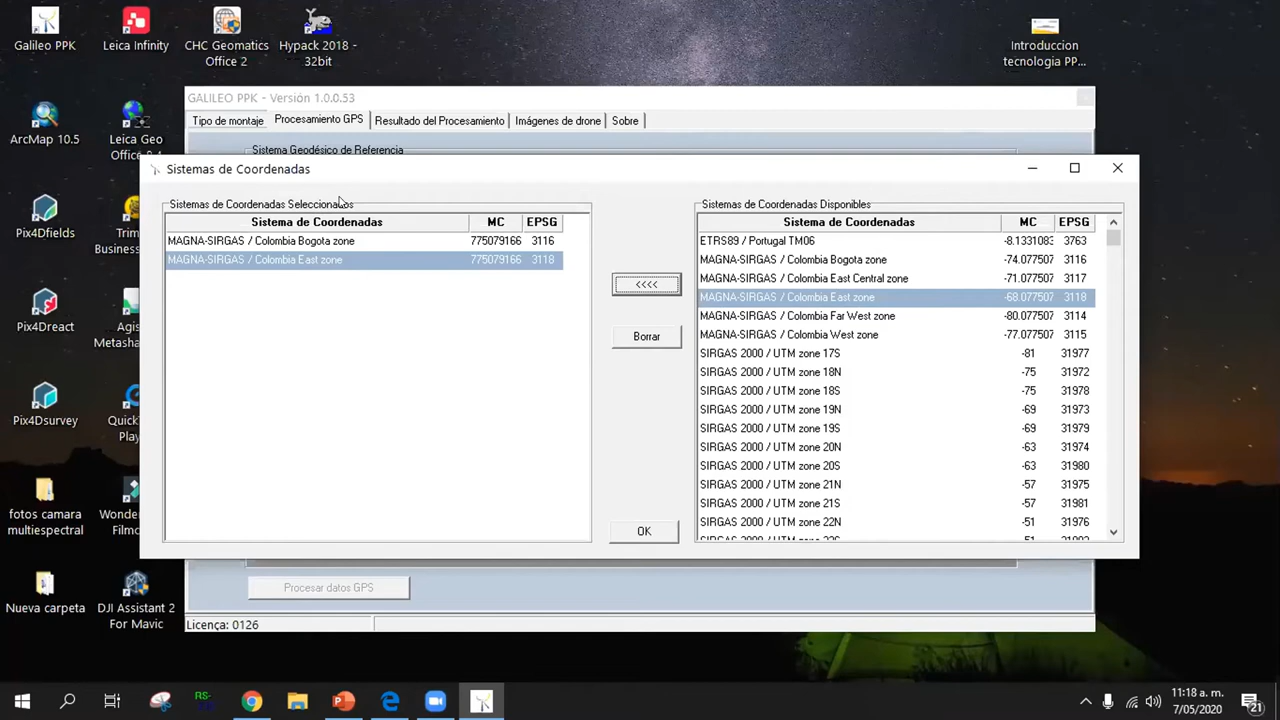 Galileo PPK
Leica Infinity
CHC Geomatics
Office 2
Hypack 2018 -
32bit
Introduccion
tecnologia PP...
ArcMap 10.5
Leica Geo
Pix4Dfields
Business
Pix4Dreact
Agis
Metasha
Pix4Dsurvey
Quick
Play
fotos camara
multiespectral
Wonde
Filmc
Nueva carpeta
DJI Assistant 2
For Mavic
GALILEO PPK - Versión 1.0.0.53
Tipo de montaje
Procesamiento GPS
Resultado del Procesamiento
Imágenes de drone
Sobre
Sistema Geodésico de Referencia
Sistemas de Coordenadas
Sistemas de Coordenadas Seleccionados
Sistema de Coordenadas MC EPSG
MAGNA-SIRGAS / Colombia Bogota zone 775079166 3116
MAGNA-SIRGAS / Colombia East zone 775079166 3118
<<<<
Borrar
OK
Sistemas de Coordenadas Disponibles
Sistema de Coordenadas MC EPSG
ETRS89 / Portugal TM06 -8.1331083 3763
MAGNA-SIRGAS / Colombia Bogota zone -74.077507 3116
MAGNA-SIRGAS / Colombia East Central zone -71.077507 3117
MAGNA-SIRGAS / Colombia East zone -68.077507 3118
MAGNA-SIRGAS / Colombia Far West zone -80.077507 3114
MAGNA-SIRGAS / Colombia West zone -77.077507 3115
SIRGAS 2000 / UTM zone 17S -81 31977
SIRGAS 2000 / UTM zone 18N -75 31972
SIRGAS 2000 / UTM zone 18S -75 31978
SIRGAS 2000 / UTM zone 19N -69 31973
SIRGAS 2000 / UTM zone 19S -69 31979
SIRGAS 2000 / UTM zone 20N -63 31974
SIRGAS 2000 / UTM zone 20S -63 31980
SIRGAS 2000 / UTM zone 21N -57 31975
SIRGAS 2000 / UTM zone 21S -57 31981
SIRGAS 2000 / UTM zone 22N -51 31976
Procesar datos GPS
Licença: 0126
RS-
11:18 a. m.
7/05/2020
21